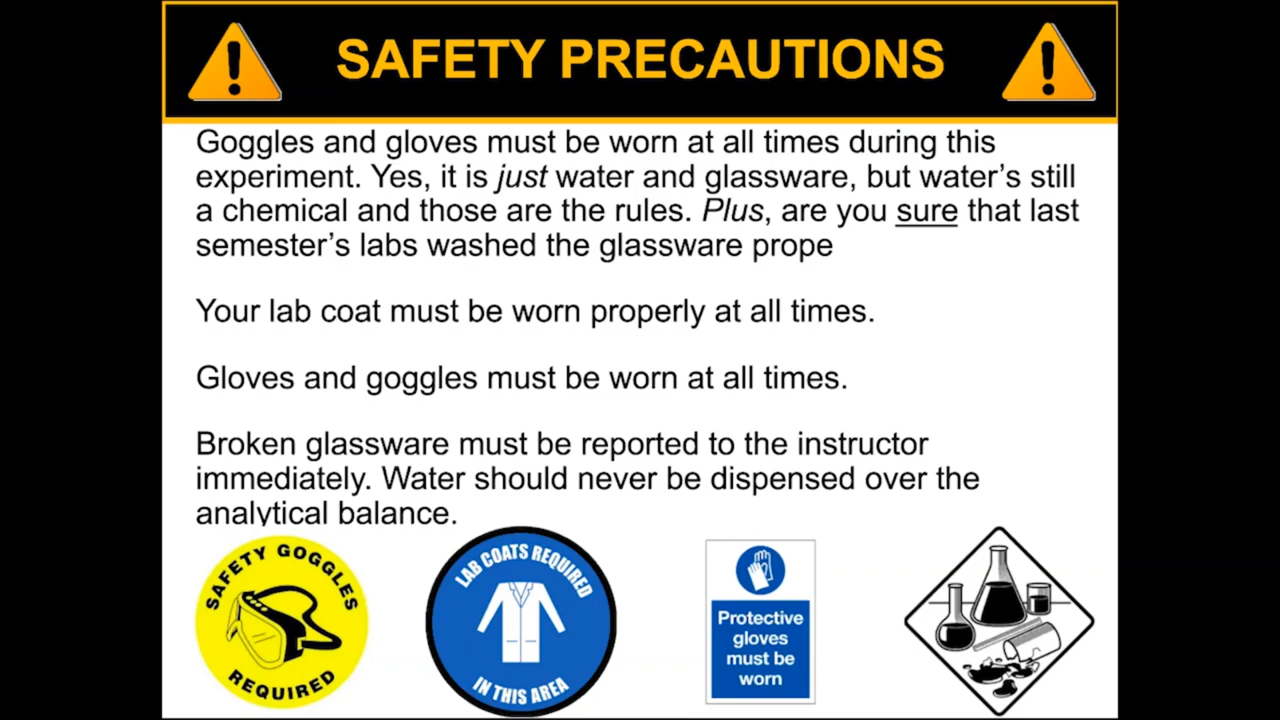 SAFETY PRECAUTIONS
Goggles and gloves must be worn at all times during this
experiment. Yes, it is just water and glassware, but water's still
a chemical and those are the rules. Plus, are you sure that last
semester's labs washed the glassware prope
Your lab coat must be worn properly at all times.
Gloves and goggles must be worn at all times.
Broken glassware must be reported to the instructor
immediately. Water should never be dispensed over the
analytical balance.
SAFETY GOGGLES
REQUIRED
LAB COATS REQUIRED
IN THIS AREA
Protective
gloves
must be
worn